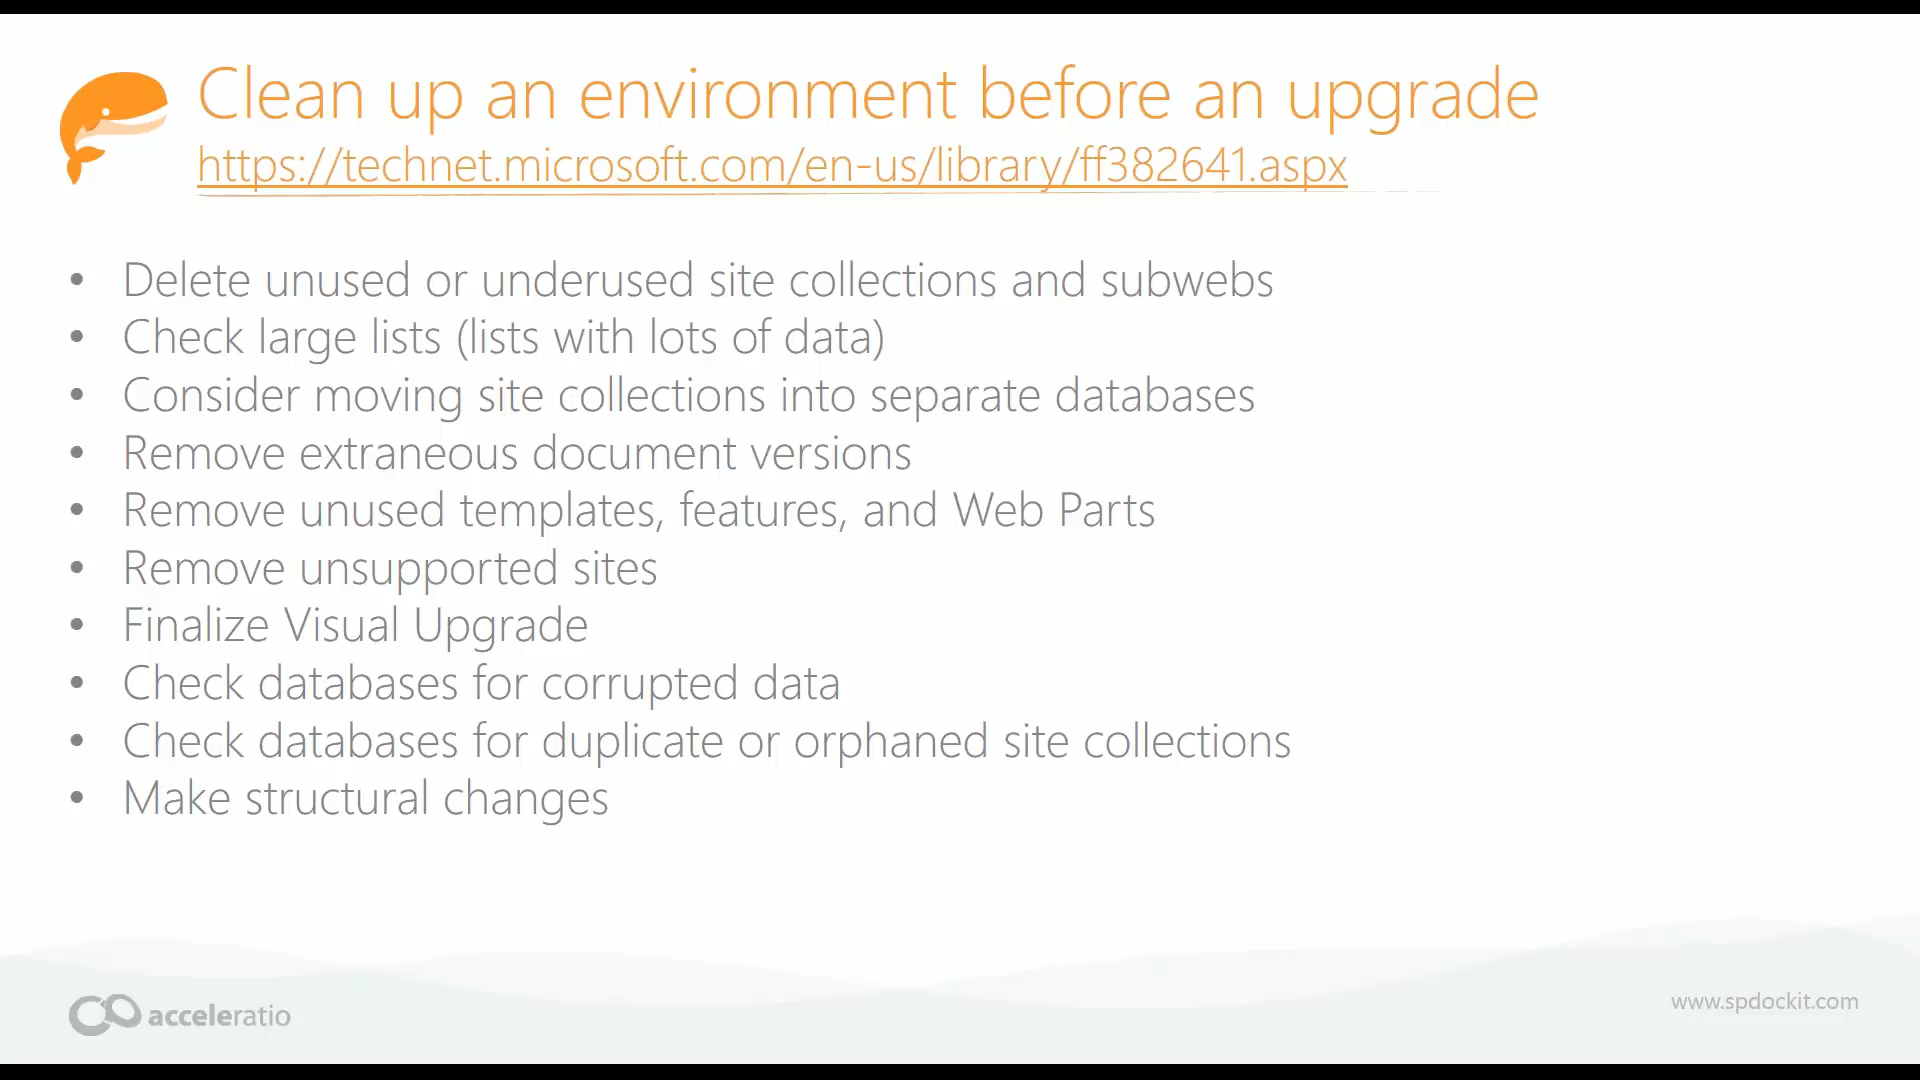 Clean up an environment before an upgrade
https://technet.microsoft.com/en-us/library/ff382641.aspx
• Delete unused or underused site collections and subwebs
• Check large lists (lists with lots of data)
• Consider moving site collections into separate databases
• Remove extraneous document versions
• Remove unused templates, features, and Web Parts
• Remove unsupported sites
• Finalize Visual Upgrade
• Check databases for corrupted data
• Check databases for duplicate or orphaned site collections
• Make structural changes
acceleratio
www.spdockit.com